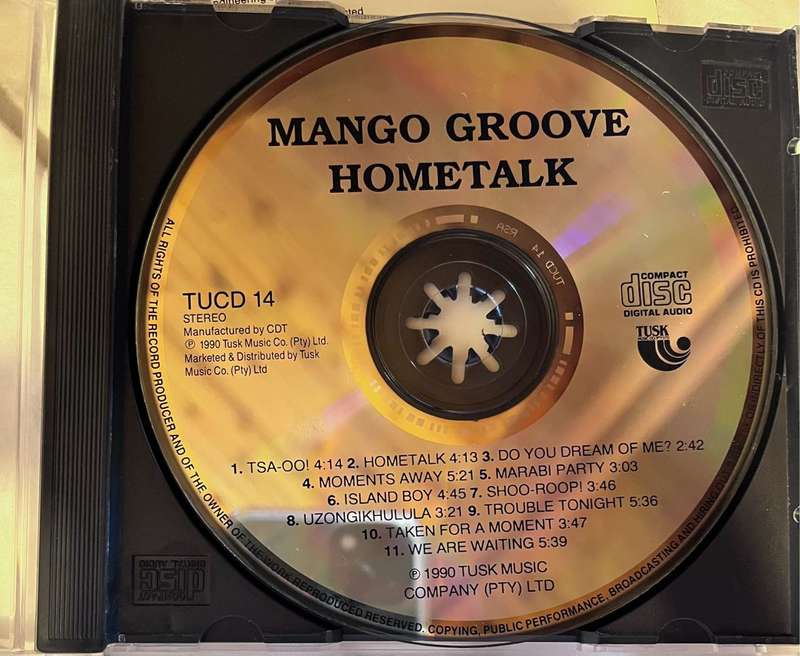 MANGO GROOVE
HOMETALK
TUCD 14
STEREO
Manufactured by CDT
℗ 1990 Tusk Music Co. (Pty) Ltd.
Marketed & Distributed by Tusk
Music Co. (Pty) Ltd
COMPACT
disc
DIGITAL AUDIO
TUSK
TUCD 14 RSA
1. TSA-OO! 4:14 2. HOMETALK 4:13 3. DO YOU DREAM OF ME? 2:42
4. MOMENTS AWAY 5:21 5. MARABI PARTY 3:03
6. ISLAND BOY 4:45 7. SHOO-ROOP! 3:46
8. UZONGIKHULULA 3:21 9. TROUBLE TONIGHT 5:36
10. TAKEN FOR A MOMENT 3:47
11. WE ARE WAITING 5:39
℗ 1990 TUSK MUSIC
COMPANY (PTY) LTD
ALL RIGHTS OF THE RECORD PRODUCER AND OF THE OWNER OF THE WORK REPRODUCED RESERVED. COPYING, PUBLIC PERFORMANCE, BROADCASTING AND HIRING OF THIS CD IS PROHIBITED
disc
DIGITAL AUDIO
disc
DIGITAL AUDIO